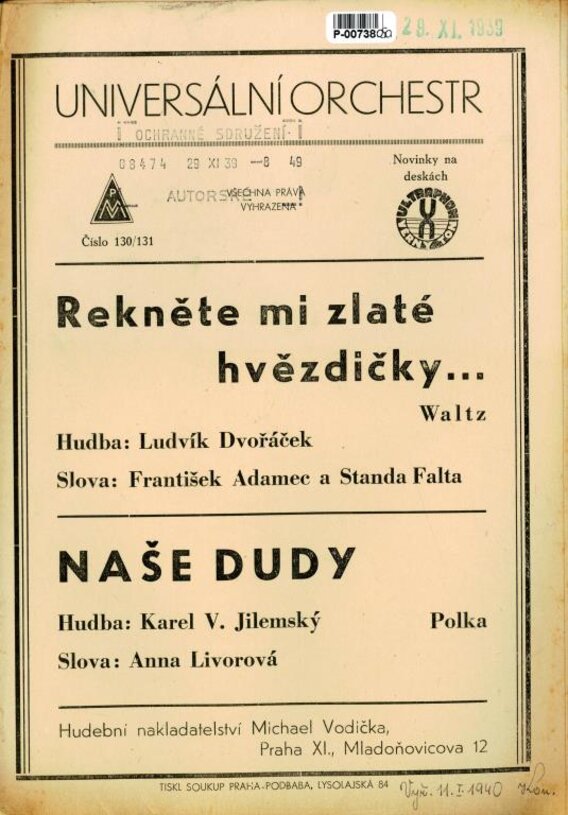 P-0073800
29. XI. 1939
UNIVERSÁLNÍ ORCHESTR
! OCHRANNÉ SDRUŽENÍ !
08474 29 XI 39 —8 49
Novinky na
deskách
AUTORSKÉ !
VŠECHNA PRÁVA
VYHRAZENA
ULTRAPHON
Číslo 130/131
Rekněte mi zlaté
hvězdičky...
Waltz
Hudba: Ludvík Dvořáček
Slova: František Adamec a Standa Falta
NAŠE DUDY
Hudba: Karel V. Jilemský Polka
Slova: Anna Livorová
Hudební nakladatelství Michael Vodička,
Praha XI., Mladoňovicova 12
TISKL SOUKUP PRAHA-PODBABA, LYSOLAJSKÁ 84
11. I. 1940